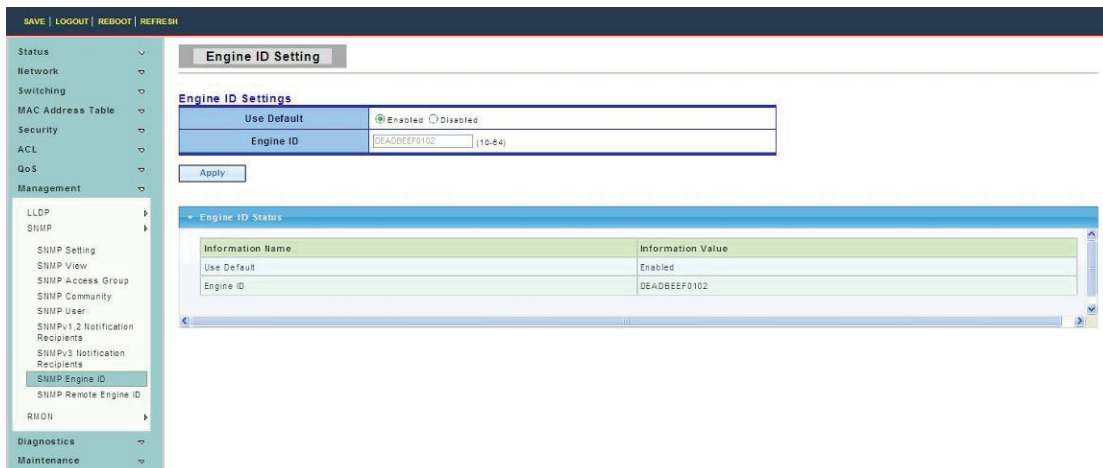 SAVE | LOGOUT | REBOOT | REFRESH
Status
Network
Switching
MAC Address Table
Security
ACL
QoS
Management
LLDP
SNMP
SNMP Setting
SNMP View
SNMP Access Group
SNMP Community
SNMP User
SNMPv1,2 Notification
Recipients
SNMPv3 Notification
Recipients
SNMP Engine ID
SNMP Remote Engine ID
RMON
Diagnostics
Maintenance
Engine ID Setting
Engine ID Settings
Use Default Enabled Disabled
Engine ID DEADBEEF0102 (10-64)
Apply
Engine ID Status
Information Name Information Value
Use Default Enabled
Engine ID DEADBEEF0102